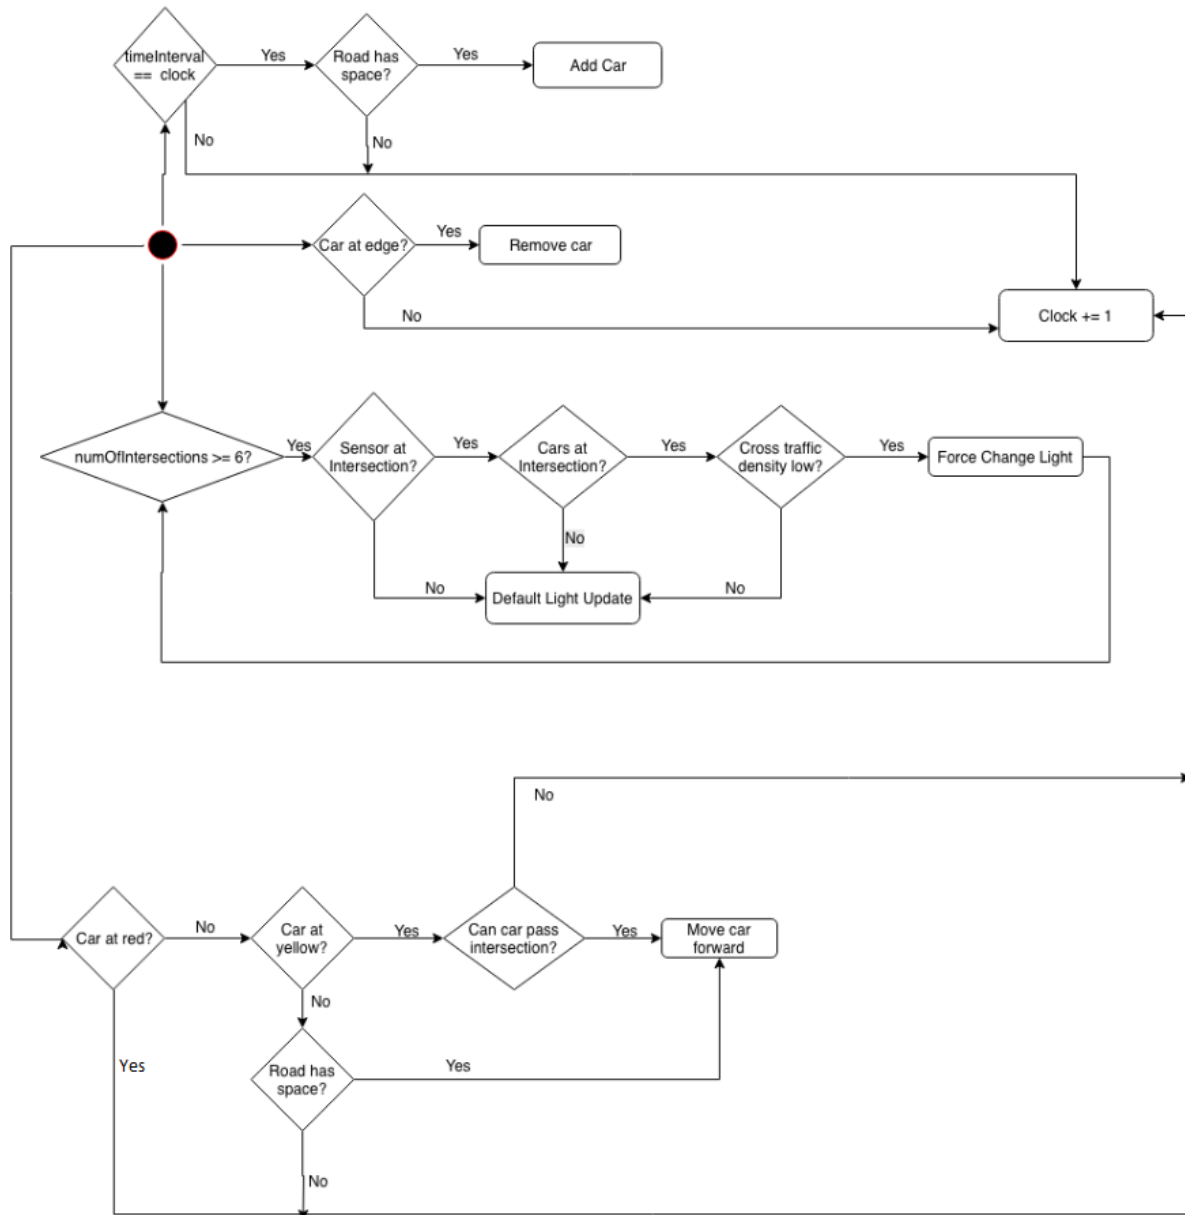 timeInterval
== clock
Yes
Road has
space?
Yes
Add Car
No
No
Car at edge?
Yes
Remove car
No
Clock += 1
numOfIntersections >= 6?
Yes
Sensor at
Intersection?
Yes
Cars at
Intersection?
Yes
Cross traffic
density low?
Yes
Force Change Light
No
No
Default Light Update
No
No
Car at red?
No
Car at
yellow?
Yes
Can car pass
intersection?
Yes
Move car
forward
No
Yes
Road has
space?
Yes
No